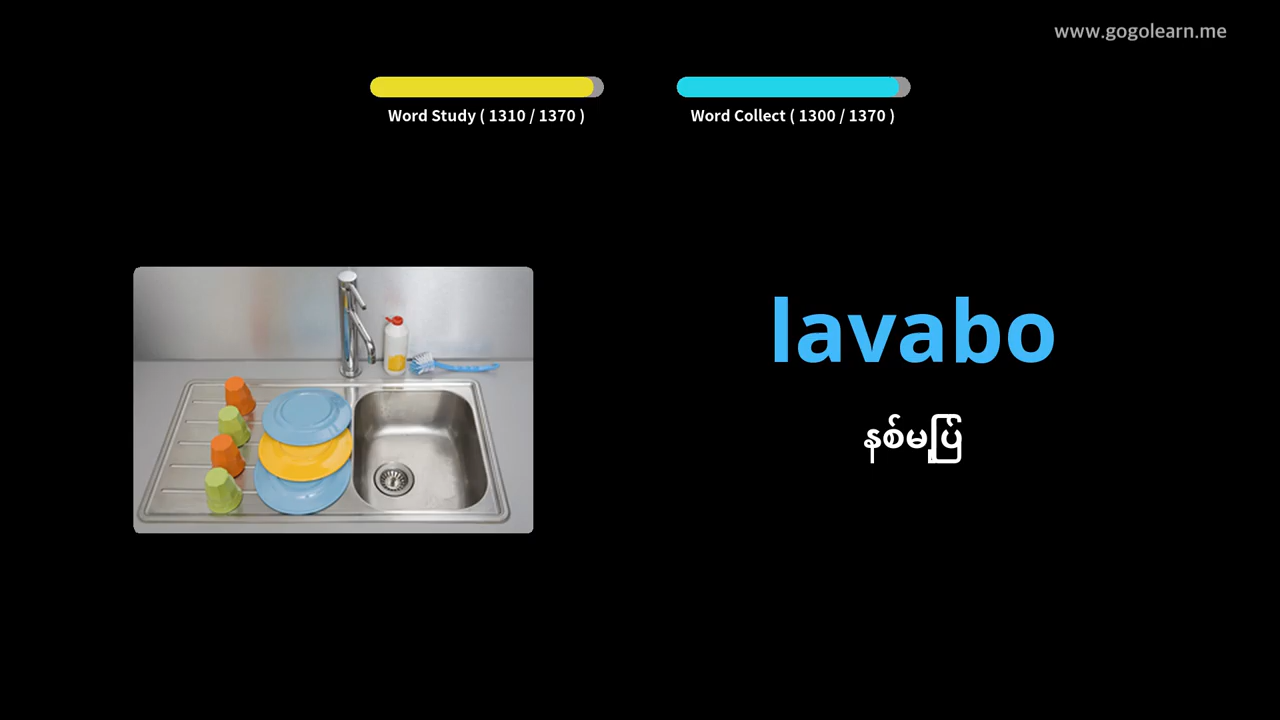 www.gogolearn.me
Word Study ( 1310 / 1370 )
Word Collect ( 1300 / 1370 )
lavabo
နစ်မြုပ်